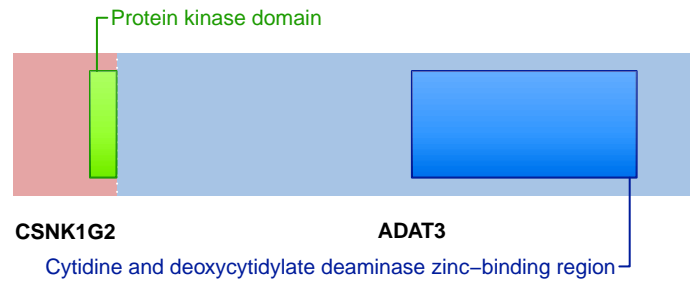 Protein kinase domain
CSNK1G2 ADAT3
Cytidine and deoxycytidylate deaminase zinc−binding region